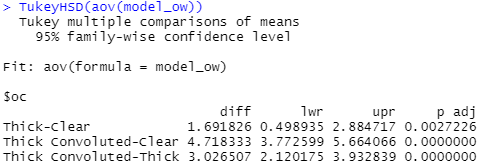 > TukeyHSD(aov(model_ow))
Tukey multiple comparisons of means
95% family-wise confidence level
Fit: aov(formula = model_ow)
$oc
diff lwr upr p adj
Thick-Clear 1.691826 0.498935 2.884717 0.0027226
Thick Convoluted-Clear 4.718333 3.772599 5.664066 0.0000000
Thick Convoluted-Thick 3.026507 2.120175 3.932839 0.0000000